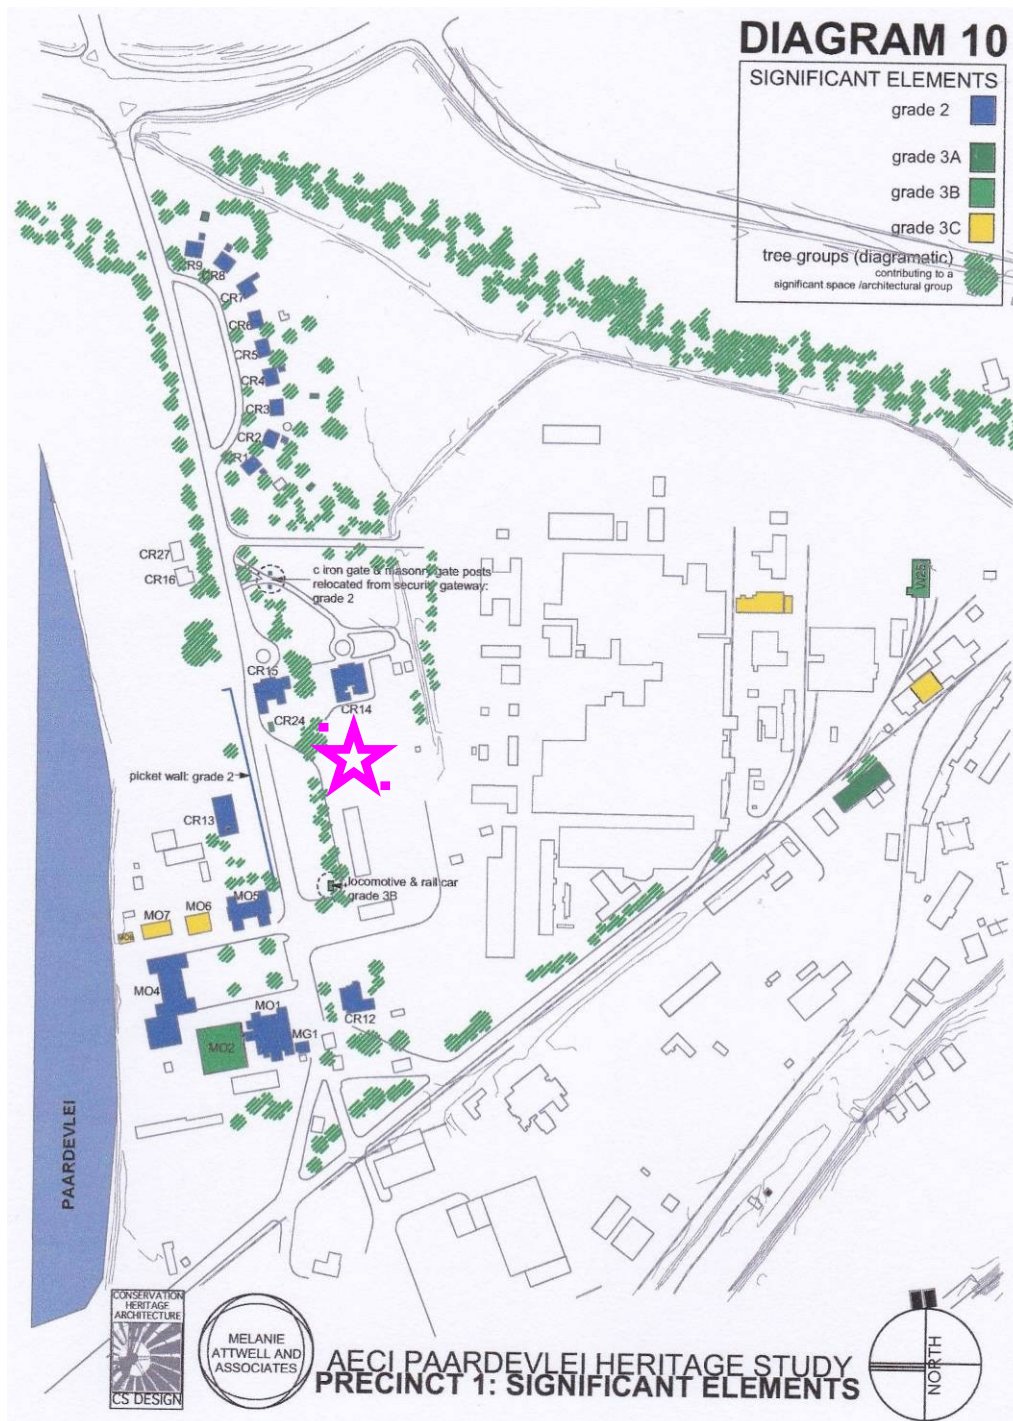 DIAGRAM 10
SIGNIFICANT ELEMENTS
grade 2
grade 3A
grade 3B
grade 3C
tree groups (diagramatic)
contributing to a
significant space /architectural group
CR9
CR8
CR7
CR6
CR5
CR4
CR3
CR2
CR1
CR27
CR16
c iron gate & masonry gate posts
relocated from security gateway:
grade 2
W25
CR15
CR14
CR24
picket wall: grade 2
CR13
locomotive & rail car
grade 3B
MO5
MO6
MO7
MO4
MO1
MO2
MG1
CR12
PAARDEVLEI
CONSERVATION
HERITAGE
ARCHITECTURE
CS DESIGN
MELANIE
ATTWELL AND
ASSOCIATES
AECI PAARDEVLEI HERITAGE STUDY
PRECINCT 1: SIGNIFICANT ELEMENTS
NORTH